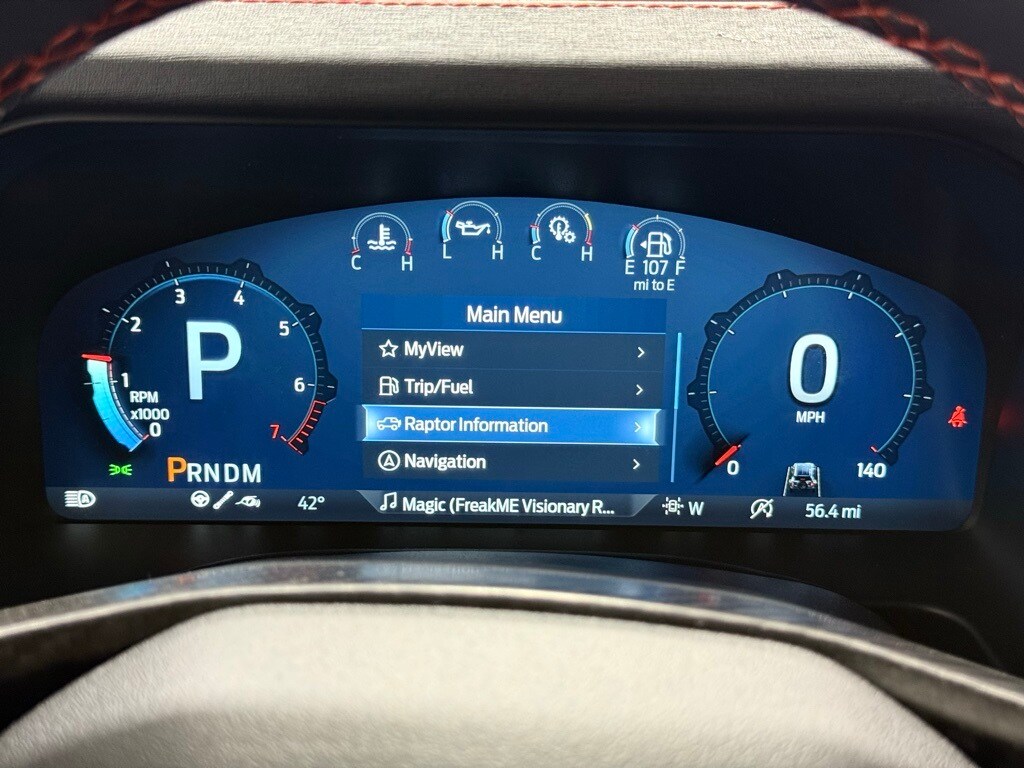 C H
L H
C H
E 107 F
mi to E
Main Menu
MyView
Trip/Fuel
Raptor Information
Navigation
P
0 1 2 3 4 5 6 7
RPM
x1000
PRNDM
0
MPH
0 140
A
42°
Magic (FreakME Visionary R...
W
56.4 mi